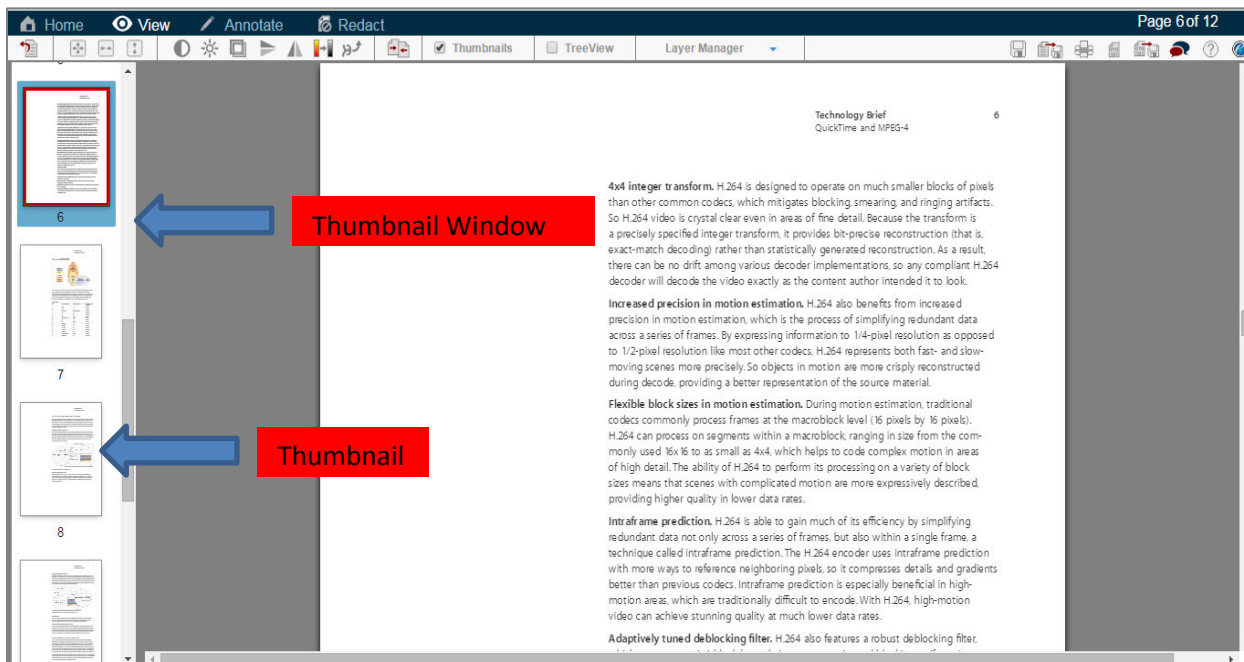 Home View Annotate Redact Page 6 of 12
Thumbnails TreeView Layer Manager
6
7
8
Thumbnail Window
Thumbnail
Technology Brief 6
QuickTime and MPEG-4
4x4 integer transform. H.264 is designed to operate on much smaller blocks of pixels
than other common codecs, which mitigates blocking, smearing, and ringing artifacts.
So H.264 video is crystal clear even in areas of fine detail. Because the transform is
a precisely specified integer transform, it provides bit-precise reconstruction (that is,
exact-match decoding) rather than statistically generated reconstruction. As a result,
there can be no drift among various decoder implementations, so any compliant H.264
decoder will decode the video exactly as the content author intended it to look.
Increased precision in motion estimation. H.264 also benefits from increased
precision in motion estimation, which is the process of simplifying redundant data
across a series of frames. By expressing information to 1/4-pixel resolution as opposed
to 1/2-pixel resolution like most other codecs, H.264 represents both fast- and slow-
moving scenes more precisely. So objects in motion are more crisply reconstructed
during decode, providing a better representation of the source material.
Flexible block sizes in motion estimation. During motion estimation, traditional
codecs commonly process frames at the macroblock level (16 pixels by 16 pixels).
H.264 can process on segments within a macroblock, ranging in size from the com-
monly used 16x16 to as small as 4x4, which helps to code complex motion in areas
of high detail. The ability of H.264 to perform its processing on a variety of block
sizes means that scenes with complicated motion are more expressively described,
providing higher quality in lower data rates.
Intraframe prediction. H.264 is able to gain much of its efficiency by simplifying
redundant data not only across a series of frames, but also within a single frame, a
technique called intraframe prediction. The H.264 encoder uses intraframe prediction
with more ways to reference neighboring pixels, so it compresses details and gradients
better than previous codecs. Intraframe prediction is especially beneficial in high-
motion areas, which are traditionally difficult to encode. With H.264, high-motion
video can achieve stunning quality at much lower data rates.
Adaptively tuned deblocking filter. H.264 also features a robust deblocking filter,